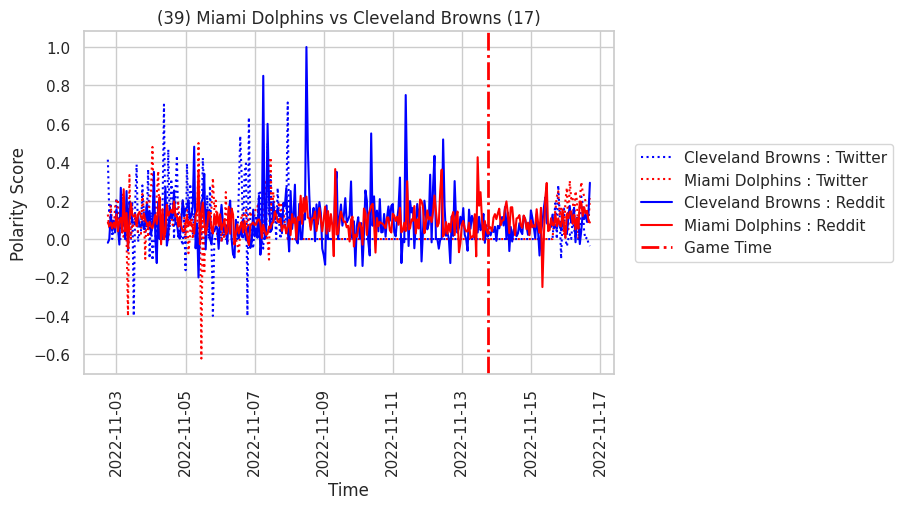 (39) Miami Dolphins vs Cleveland Browns (17)
Polarity Score
1.0
0.8
0.6
0.4
0.2
0.0
−0.2
−0.4
−0.6
2022-11-03
2022-11-05
2022-11-07
2022-11-09
2022-11-11
2022-11-13
2022-11-15
2022-11-17
Time
Cleveland Browns : Twitter
Miami Dolphins : Twitter
Cleveland Browns : Reddit
Miami Dolphins : Reddit
Game Time